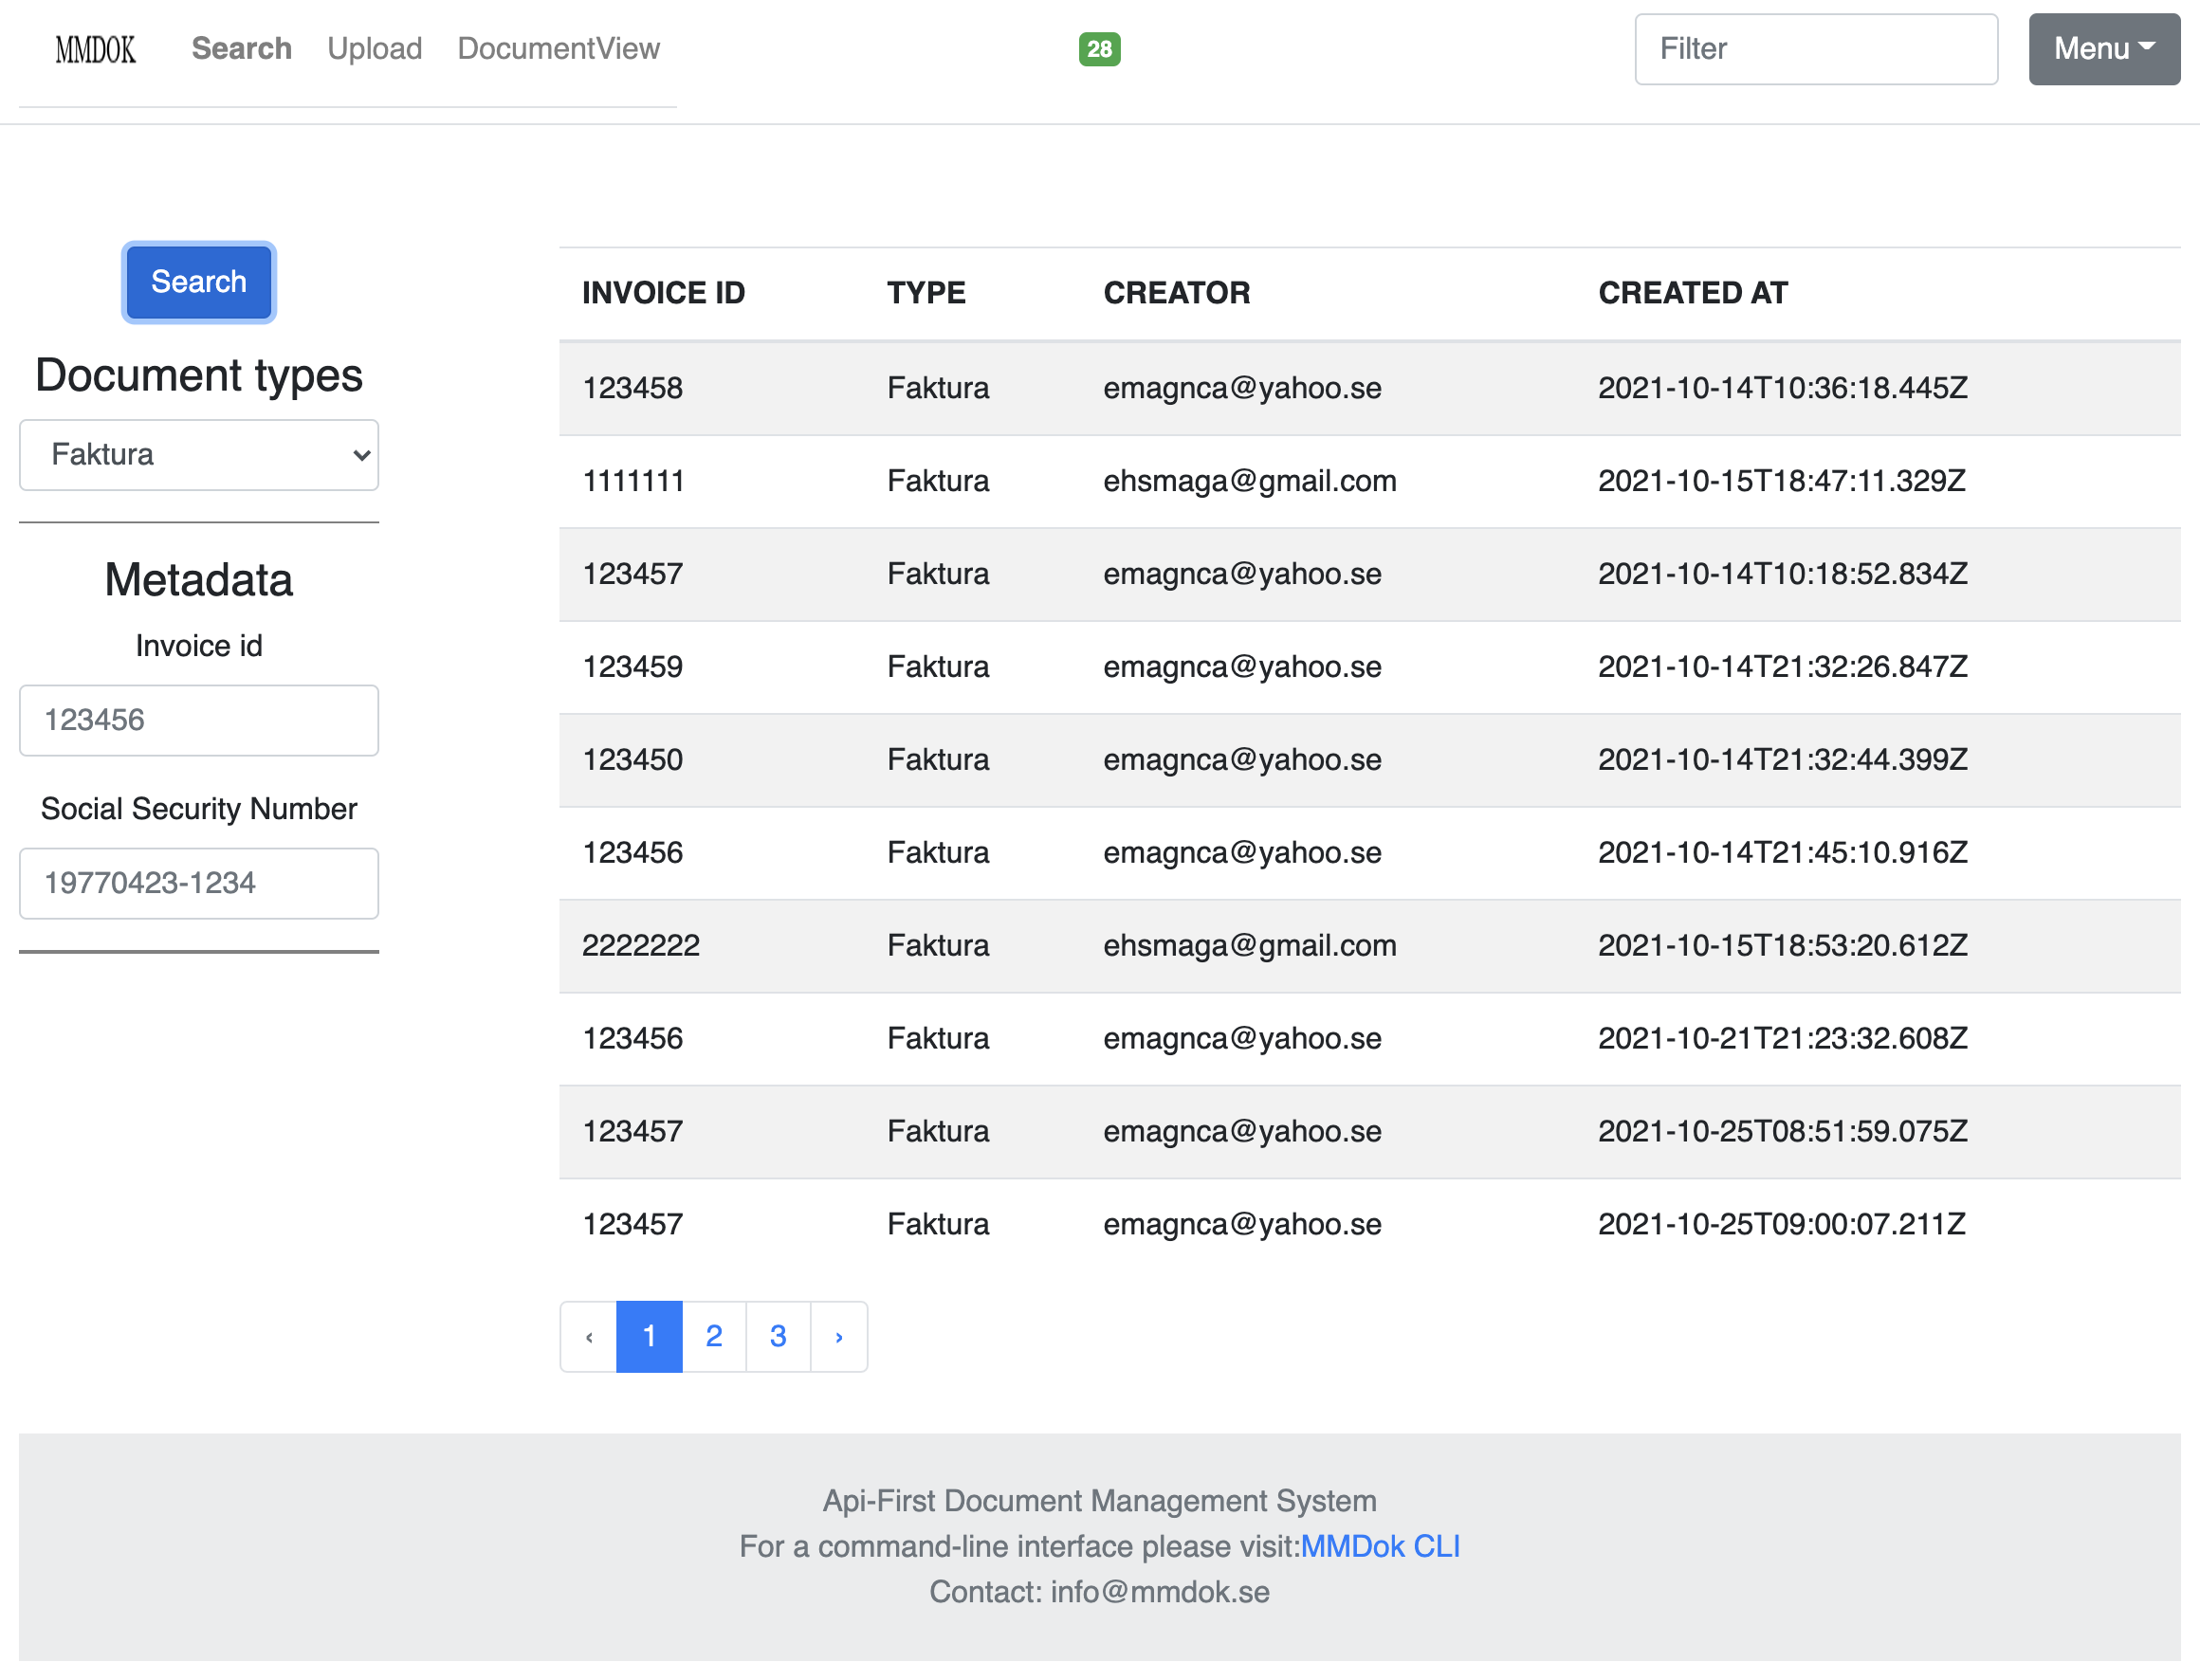 MMDOK Search Upload DocumentView 28 Filter Menu
Search
Document types
Faktura
Metadata
Invoice id
123456
Social Security Number
19770423-1234
INVOICE ID TYPE CREATOR CREATED AT
123458 Faktura emagnca@yahoo.se 2021-10-14T10:36:18.445Z
1111111 Faktura ehsmaga@gmail.com 2021-10-15T18:47:11.329Z
123457 Faktura emagnca@yahoo.se 2021-10-14T10:18:52.834Z
123459 Faktura emagnca@yahoo.se 2021-10-14T21:32:26.847Z
123450 Faktura emagnca@yahoo.se 2021-10-14T21:32:44.399Z
123456 Faktura emagnca@yahoo.se 2021-10-14T21:45:10.916Z
2222222 Faktura ehsmaga@gmail.com 2021-10-15T18:53:20.612Z
123456 Faktura emagnca@yahoo.se 2021-10-21T21:23:32.608Z
123457 Faktura emagnca@yahoo.se 2021-10-25T08:51:59.075Z
123457 Faktura emagnca@yahoo.se 2021-10-25T09:00:07.211Z
‹ 1 2 3 ›
Api-First Document Management System
For a command-line interface please visit:MMDok CLI
Contact: info@mmdok.se